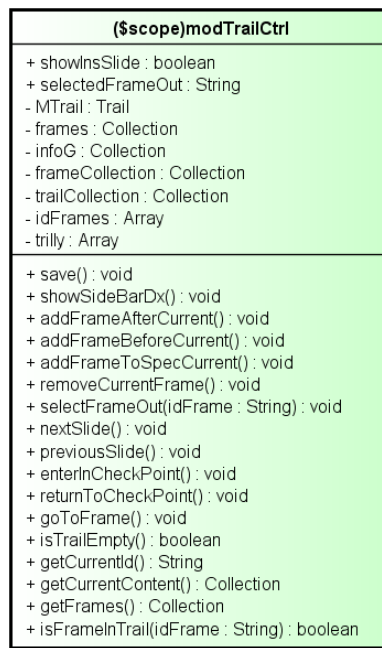 ($scope)modTrailCtrl
+ showInsSlide : boolean
+ selectedFrameOut : String
- MTrail : Trail
- frames : Collection
- infoG : Collection
- frameCollection : Collection
- trailCollection : Collection
- idFrames : Array
- trilly : Array
+ save() : void
+ showSideBarDx() : void
+ addFrameAfterCurrent() : void
+ addFrameBeforeCurrent() : void
+ addFrameToSpecCurrent() : void
+ removeCurrentFrame() : void
+ selectFrameOut(idFrame : String) : void
+ nextSlide() : void
+ previousSlide() : void
+ enterInCheckPoint() : void
+ returnToCheckPoint() : void
+ goToFrame() : void
+ isTrailEmpty() : boolean
+ getCurrentId() : String
+ getCurrentContent() : Collection
+ getFrames() : Collection
+ isFrameInTrail(idFrame : String) : boolean